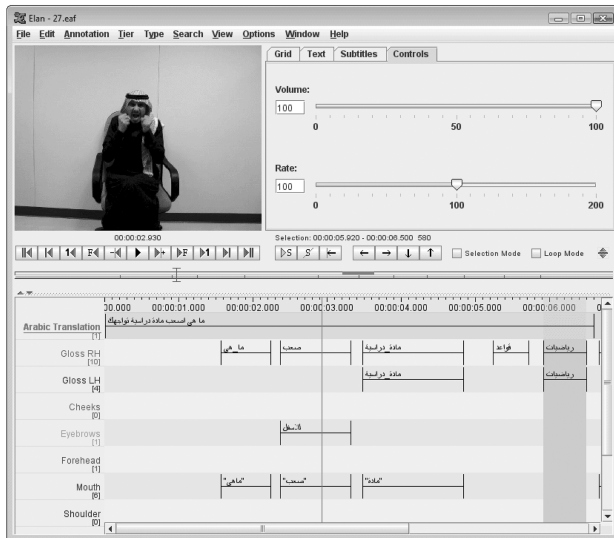 Elan - 27.eaf
File Edit Annotation Tier Type Search View Options Window Help
Grid Text Subtitles Controls
Volume:
100
0 50 100
Rate:
100
0 100 200
00:00:02.930
Selection: 00:00:05.920 - 00:00:06.500 580
Selection Mode Loop Mode
00.000 00:00:01.000 00:00:02.000 00:00:03.000 00:00:04.000 00:00:05.000 00:00:06.000 0
Arabic Translation [1]
ما هي اصعب مادة دراسية تواجهك
Gloss RH [10]
ما_هي صعب مادة_دراسية قواعد رياضيات
Gloss LH [4]
مادة_دراسية رياضيات
Cheeks [0]
Eyebrows [1]
Forehead [1]
Mouth [6]
"ماهي" "صعب" "مادة"
Shoulder [0]